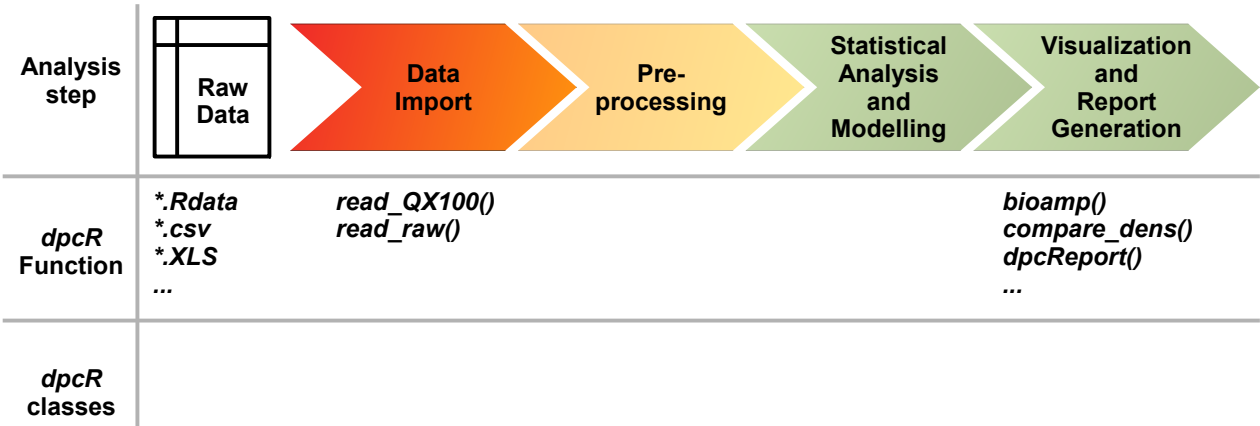 Analysis
step
Raw
Data
Data
Import
Pre-
processing
Statistical
Analysis
and
Modelling
Visualization
and
Report
Generation
dpcR
Function
*.Rdata
*.csv
*.XLS
...
read_QX100()
read_raw()
bioamp()
compare_dens()
dpcReport()
...
dpcR
classes